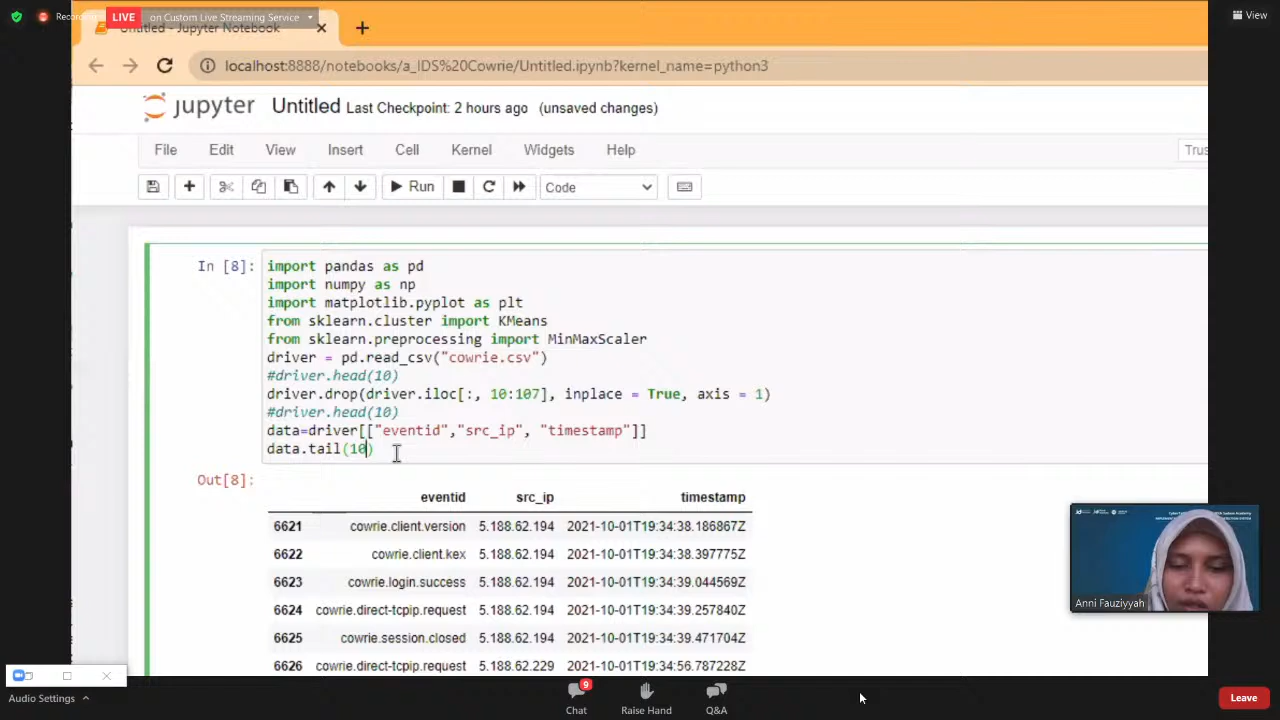 LIVE on Custom Live Streaming Service
Untitled - Jupyter Notebook
View
localhost:8888/notebooks/a_IDS%20Cowrie/Untitled.ipynb?kernel_name=python3
jupyter Untitled Last Checkpoint: 2 hours ago (unsaved changes)
File Edit View Insert Cell Kernel Widgets Help Trus
Run Code
In [8]: import pandas as pd
import numpy as np
import matplotlib.pyplot as plt
from sklearn.cluster import KMeans
from sklearn.preprocessing import MinMaxScaler
driver = pd.read_csv("cowrie.csv")
#driver.head(10)
driver.drop(driver.iloc[:, 10:107], inplace = True, axis = 1)
#driver.head(10)
data=driver[["eventid","src_ip", "timestamp"]]
data.tail(10)
Out[8]:
eventid src_ip timestamp
6621 cowrie.client.version 5.188.62.194 2021-10-01T19:34:38.186867Z
6622 cowrie.client.kex 5.188.62.194 2021-10-01T19:34:38.397775Z
6623 cowrie.login.success 5.188.62.194 2021-10-01T19:34:39.044569Z
6624 cowrie.direct-tcpip.request 5.188.62.194 2021-10-01T19:34:39.257840Z
6625 cowrie.session.closed 5.188.62.194 2021-10-01T19:34:39.471704Z
6626 cowrie.direct-tcpip.request 5.188.62.229 2021-10-01T19:34:56.787228Z
Anni Fauziyyah
Audio Settings
9
Chat Raise Hand Q&A Leave